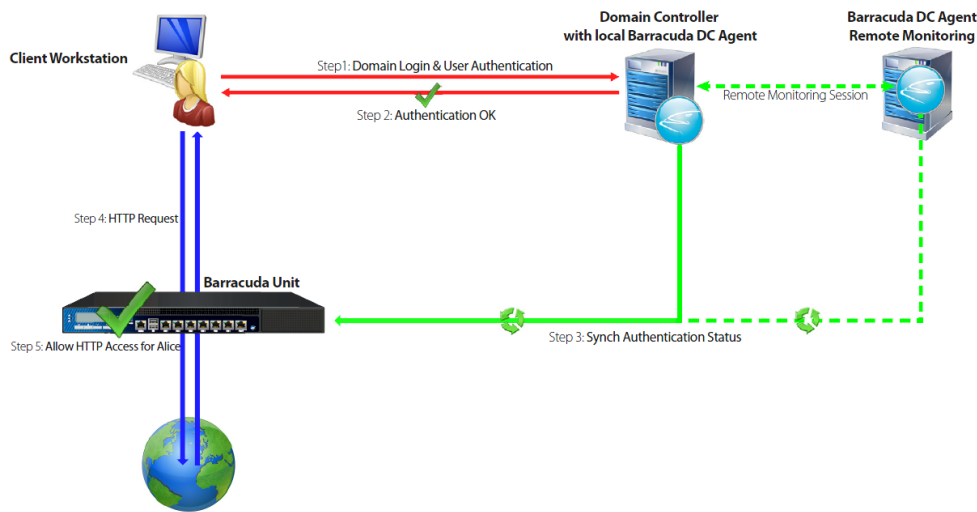 Domain Controller
with local Barracuda DC Agent
Barracuda DC Agent
Remote Monitoring
Client Workstation
Step1: Domain Login & User Authentication
Remote Monitoring Session
Step 2: Authentication OK
Step 4: HTTP Request
Barracuda Unit
Step 5: Allow HTTP Access for Alice
Step 3: Synch Authentication Status